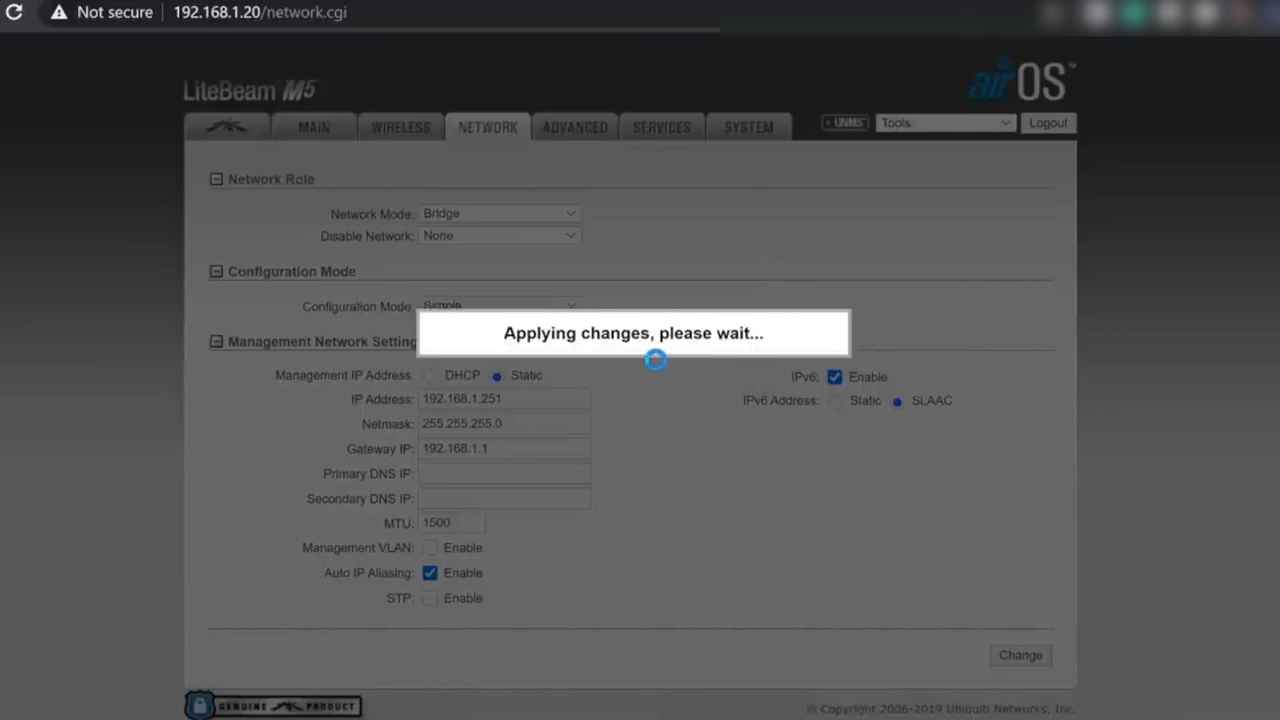 Not secure 192.168.1.20/network.cgi
LiteBeam M5
airOS™
MAIN WIRELESS NETWORK ADVANCED SERVICES SYSTEM UNMS Tools Logout
Network Role
Network Mode: Bridge
Disable Network: None
Configuration Mode
Configuration Mode: Simple
Applying changes, please wait...
Management Network Setting
Management IP Address: DHCP Static
IPv6: Enable
IP Address: 192.168.1.251
IPv6 Address: Static SLAAC
Netmask: 255.255.255.0
Gateway IP: 192.168.1.1
Primary DNS IP:
Secondary DNS IP:
MTU: 1500
Management VLAN: Enable
Auto IP Aliasing: Enable
STP: Enable
Change
GENUINE PRODUCT
© Copyright 2006-2019 Ubiquiti Networks, Inc.